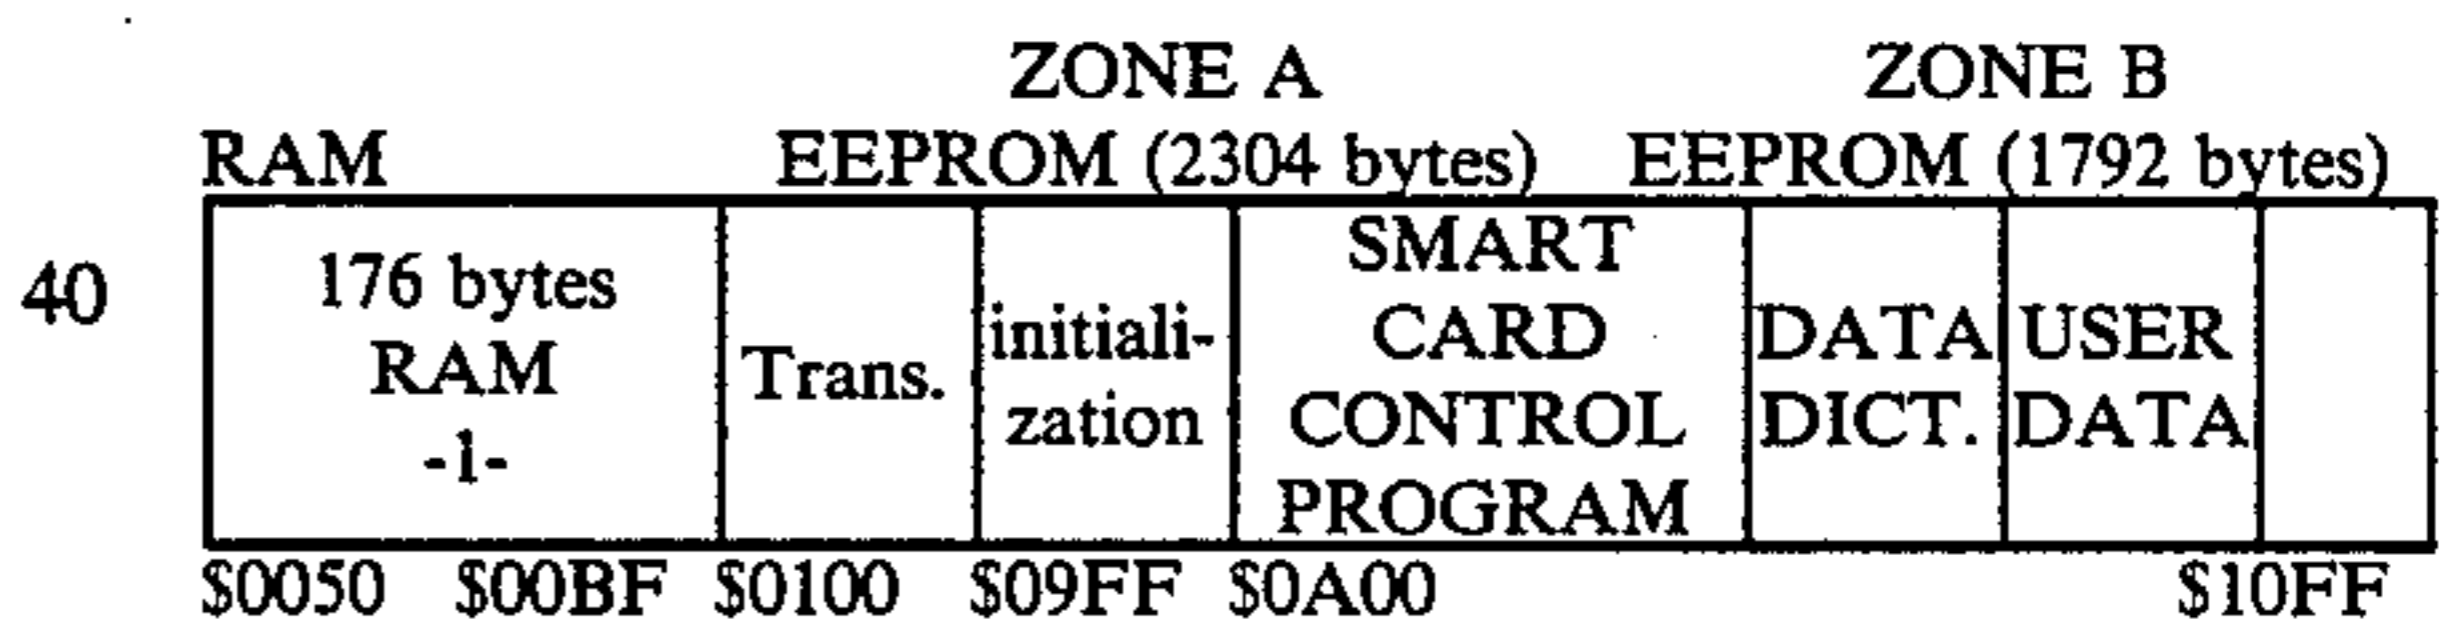 ZONE A ZONE B
RAM EEPROM (2304 bytes) EEPROM (1792 bytes)
40
176 bytes
RAM
-1-
Trans.
initiali-
zation
SMART
CARD
CONTROL
PROGRAM
DATA
DICT.
USER
DATA
$0050 $00BF $0100 $09FF $0A00 $10FF